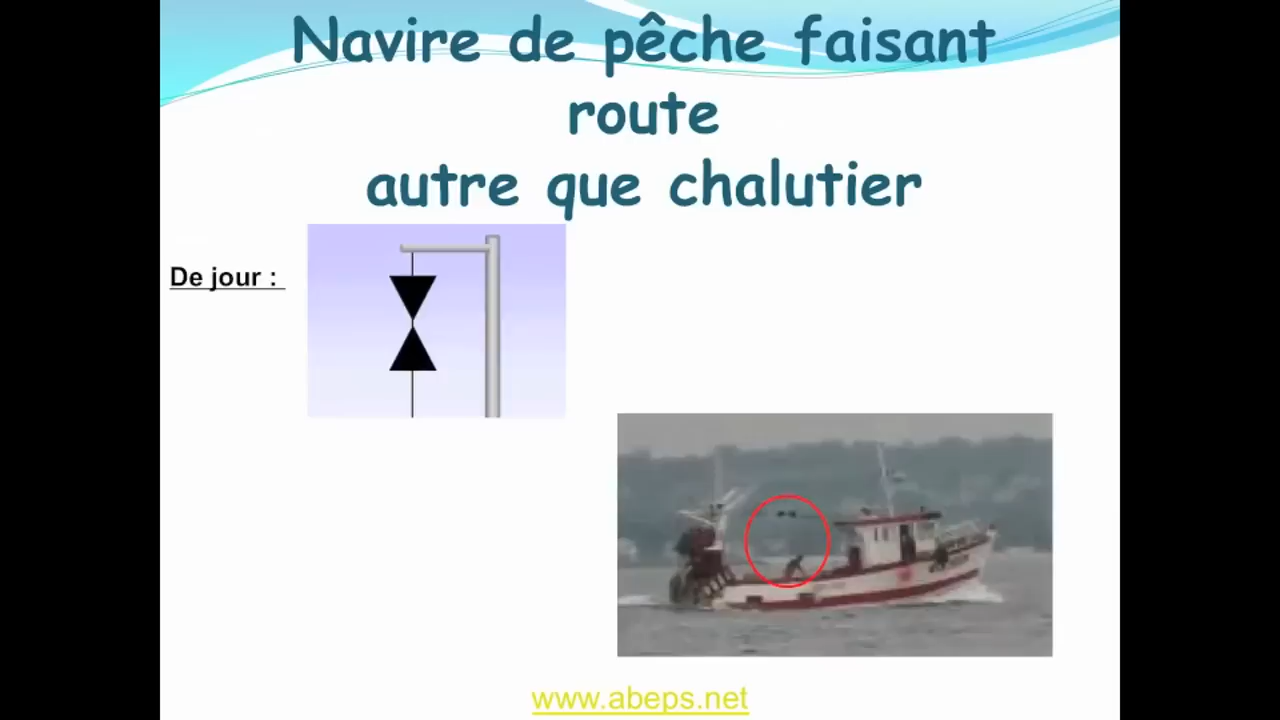 Navire de pêche faisant
route
autre que chalutier
De jour :
www.abeps.net